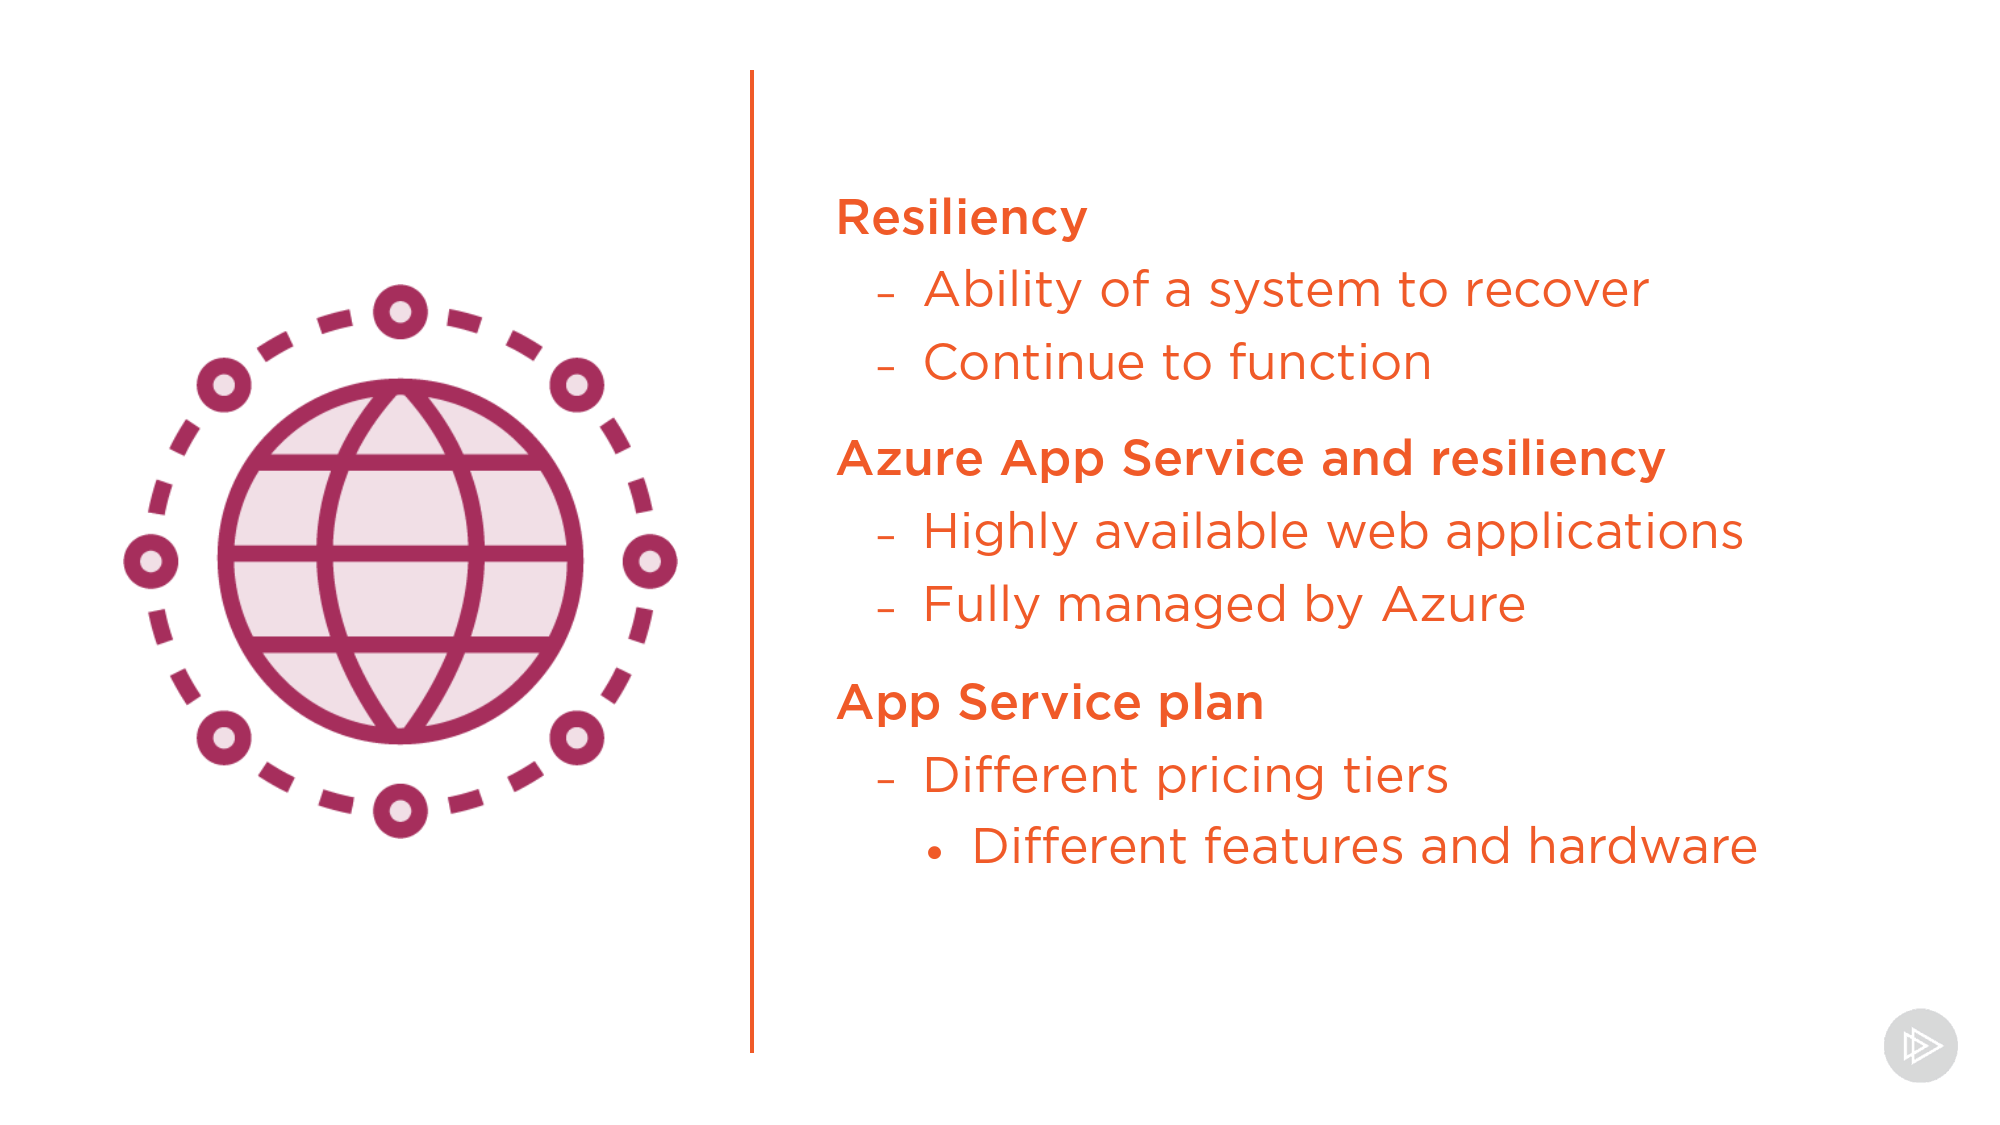 Resiliency
– Ability of a system to recover
– Continue to function
Azure App Service and resiliency
– Highly available web applications
– Fully managed by Azure
App Service plan
– Different pricing tiers
• Different features and hardware